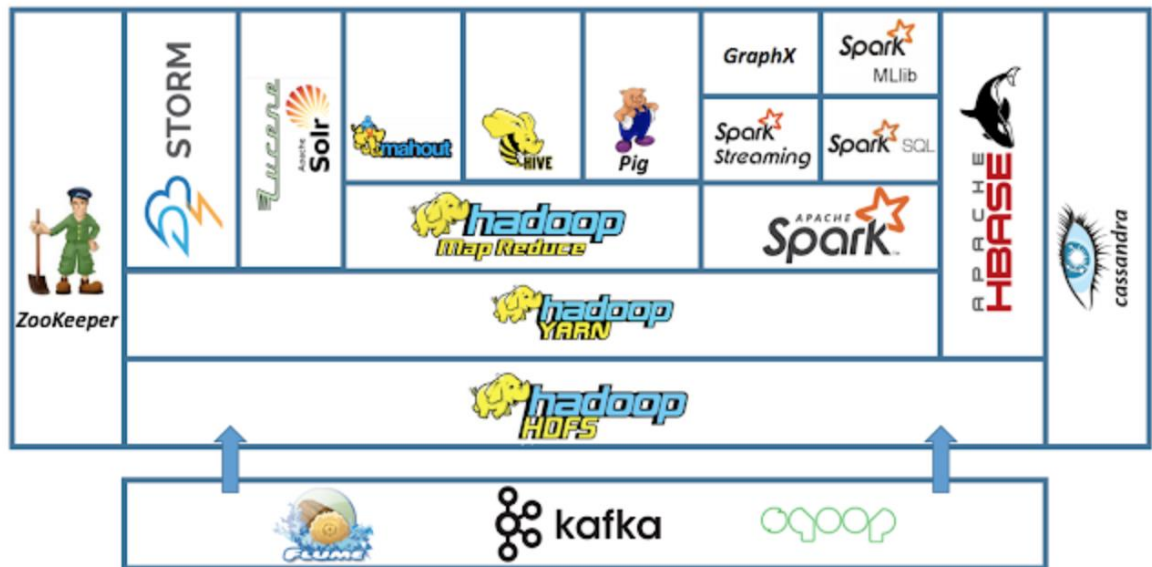 STORM
Lucene
Apache
Solr
mahout
HIVE
Pig
GraphX
Spark
MLlib
Spark
Streaming
Spark SQL
hadoop
Map Reduce
APACHE
Spark
APACHE
HBASE
cassandra
ZooKeeper
hadoop
YARN
hadoop
HDFS
FLUME
kafka
sqoop